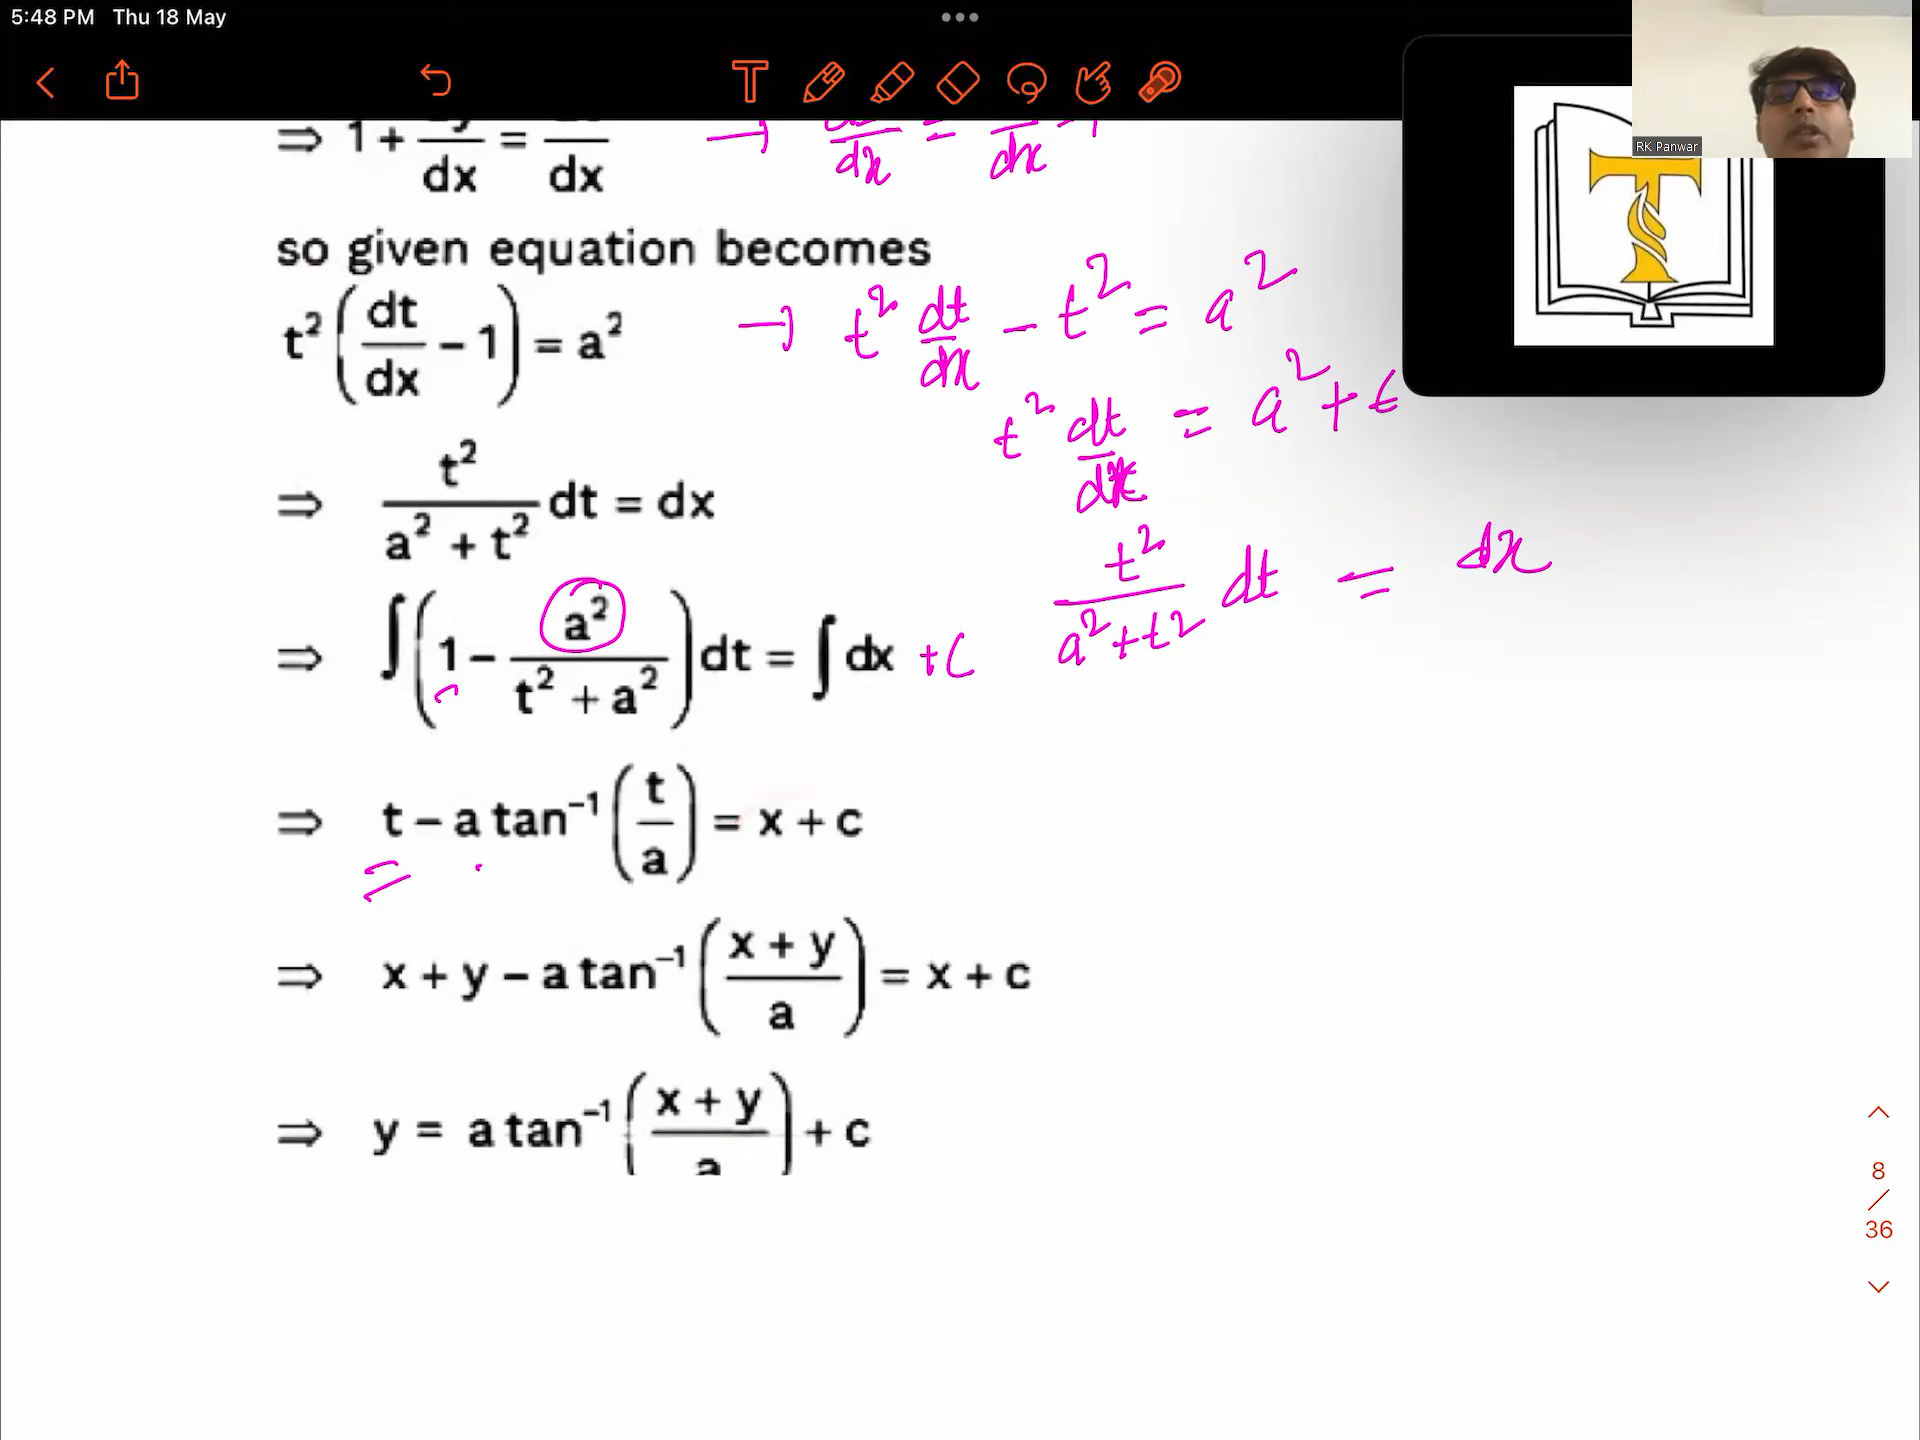 5:48 PM Thu 18 May
RK Panwar
⇒ 1 + dy/dx = dt/dx → dt/dx = dt/dx - 1
so given equation becomes
t² (dt/dx − 1) = a² → t² dt/dx − t² = a²
t² dt/dx = a² + t
⇒ t²/(a² + t²) dt = dx
t²/(a² + t²) dt = dx
⇒ ∫(1 − a²/(t² + a²)) dt = ∫dx + c
⇒ t − a tan⁻¹(t/a) = x + c
⇒ x + y − a tan⁻¹((x + y)/a) = x + c
⇒ y = a tan⁻¹((x + y)/a) + c
8
/
36